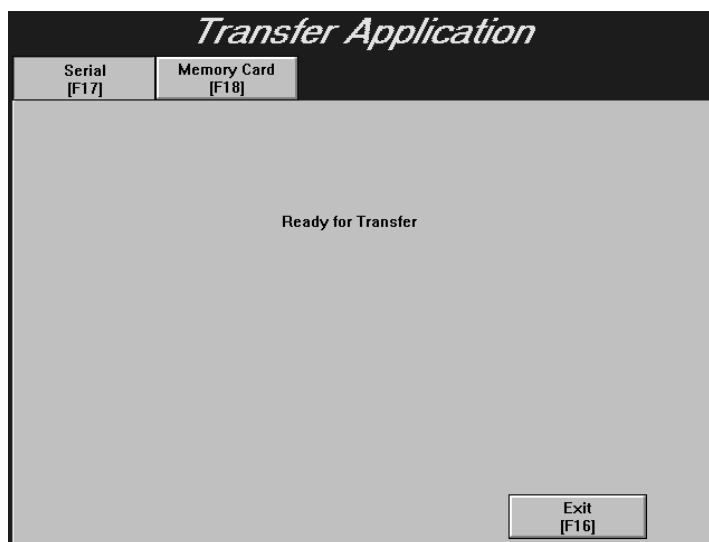 Transfer Application
Serial
[F17]
Memory Card
[F18]
Ready for Transfer
Exit
[F16]